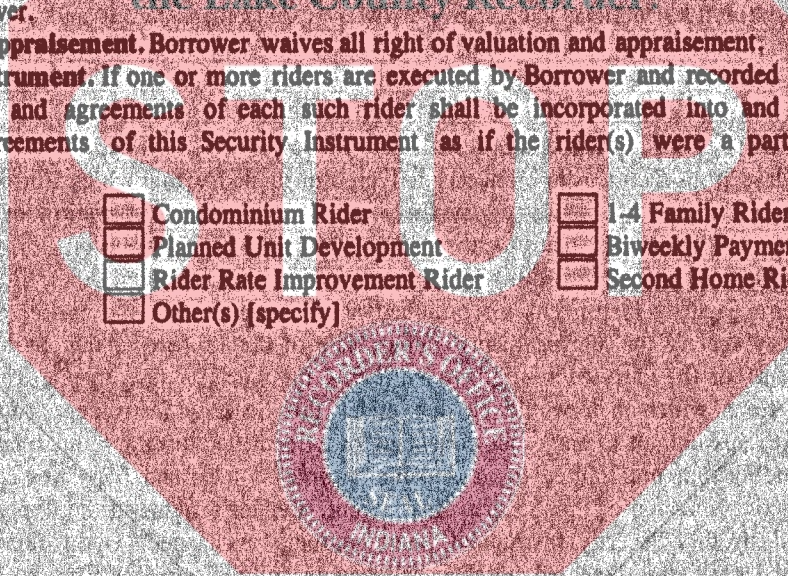 the Lake County Recorder!
ver.
ppraisement. Borrower waives all right of valuation and appraisement.
trument. If one or more riders are executed by Borrower and recorded
and agreements of each such rider shall be incorporated into and
reements of this Security Instrument as if the rider(s) were a part
STOP
Condominium Rider 1-4 Family Rider
Planned Unit Development Biweekly Paymen
Rider Rate Improvement Rider Second Home Ri
Other(s) [specify]
RECORDER'S OFFICE
INDIANA